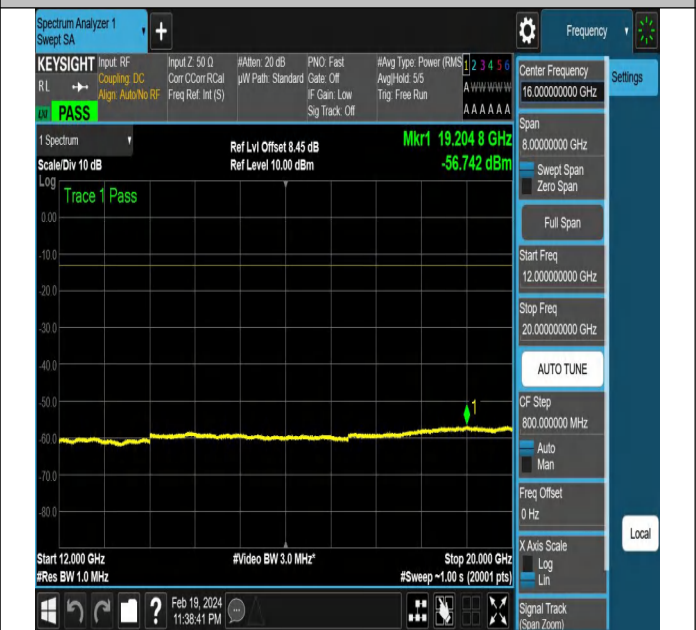 Spectrum Analyzer 1
Swept SA
Frequency
KEYSIGHT
RL
PASS
Input: RF
Coupling: DC
Align: Auto/No RF
Input Z: 50 Ω
Corr CCorr RCal
Freq Ref: Int (S)
#Atten: 20 dB
µW Path: Standard
PNO: Fast
Gate: Off
IF Gain: Low
Sig Track: Off
#Avg Type: Power (RMS
Avg|Hold: 5/5
Trig: Free Run
1 2 3 4 5 6
A W W W W W
A A A A A A
1 Spectrum
Scale/Div 10 dB
Ref Lvl Offset 8.45 dB
Ref Level 10.00 dBm
Mkr1 19.204 8 GHz
-56.742 dBm
Log
Trace 1 Pass
0.00
-10.0
-20.0
-30.0
-40.0
-50.0
-60.0
-70.0
-80.0
1
Start 12.000 GHz
#Res BW 1.0 MHz
#Video BW 3.0 MHz*
Stop 20.000 GHz
#Sweep ~1.00 s (20001 pts)
Feb 19, 2024
11:38:41 PM
?
Center Frequency
16.000000000 GHz
Settings
Span
8.00000000 GHz
Swept Span
Zero Span
Full Span
Start Freq
12.000000000 GHz
Stop Freq
20.000000000 GHz
AUTO TUNE
CF Step
800.000000 MHz
Auto
Man
Freq Offset
0 Hz
X Axis Scale
Log
Lin
Local
Signal Track
(Span Zoom)